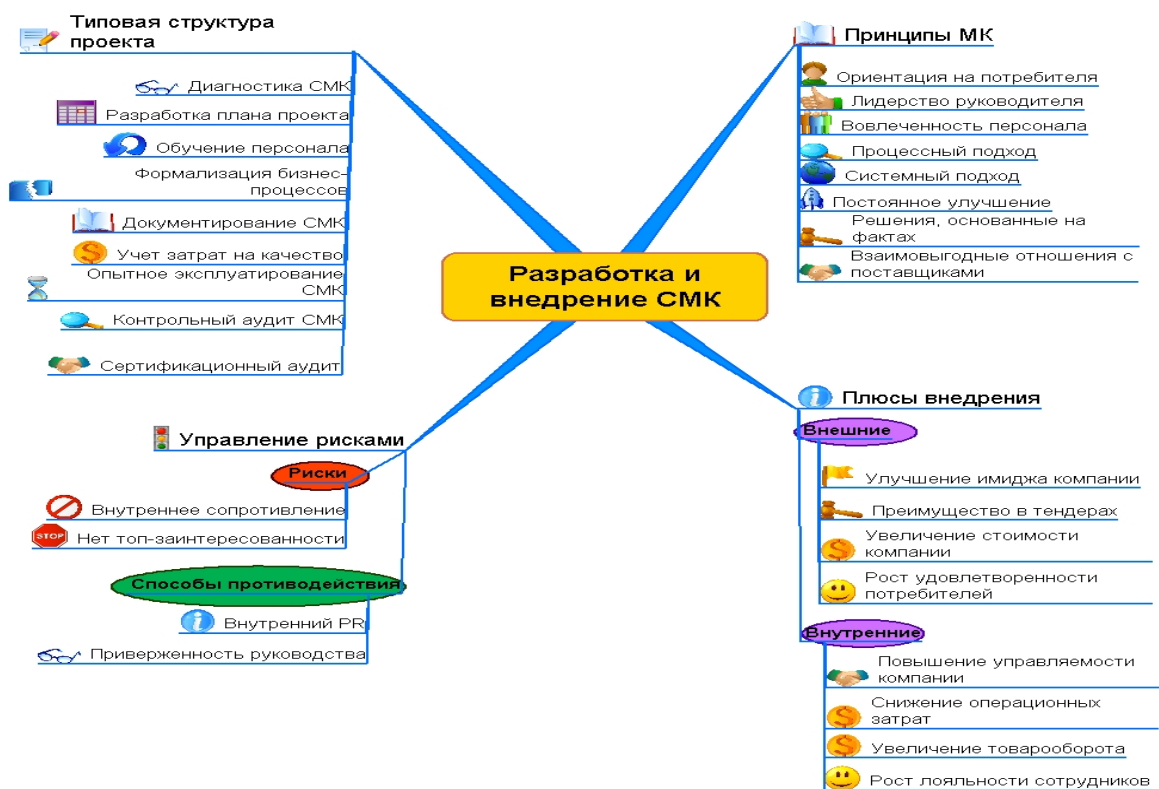 Типовая структура
проекта
Диагностика СМК
Разработка плана проекта
Обучение персонала
Формализация бизнес-
процессов
Документирование СМК
Учет затрат на качество
Опытное эксплуатирование
СМК
Контрольный аудит СМК
Сертификационный аудит
Принципы МК
Ориентация на потребителя
Лидерство руководителя
Вовлеченность персонала
Процессный подход
Системный подход
Постоянное улучшение
Решения, основанные на
фактах
Взаимовыгодные отношения с
поставщиками
Разработка и
внедрение СМК
Управление рисками
Риски
Внутреннее сопротивление
STOP
Нет топ-заинтересованности
Способы противодействия
Внутренний PR
Приверженность руководства
Плюсы внедрения
Внешние
Улучшение имиджа компании
Преимущество в тендерах
Увеличение стоимости
компании
Рост удовлетворенности
потребителей
Внутренние
Повышение управляемости
компании
Снижение операционных
затрат
Увеличение товарооборота
Рост лояльности сотрудников